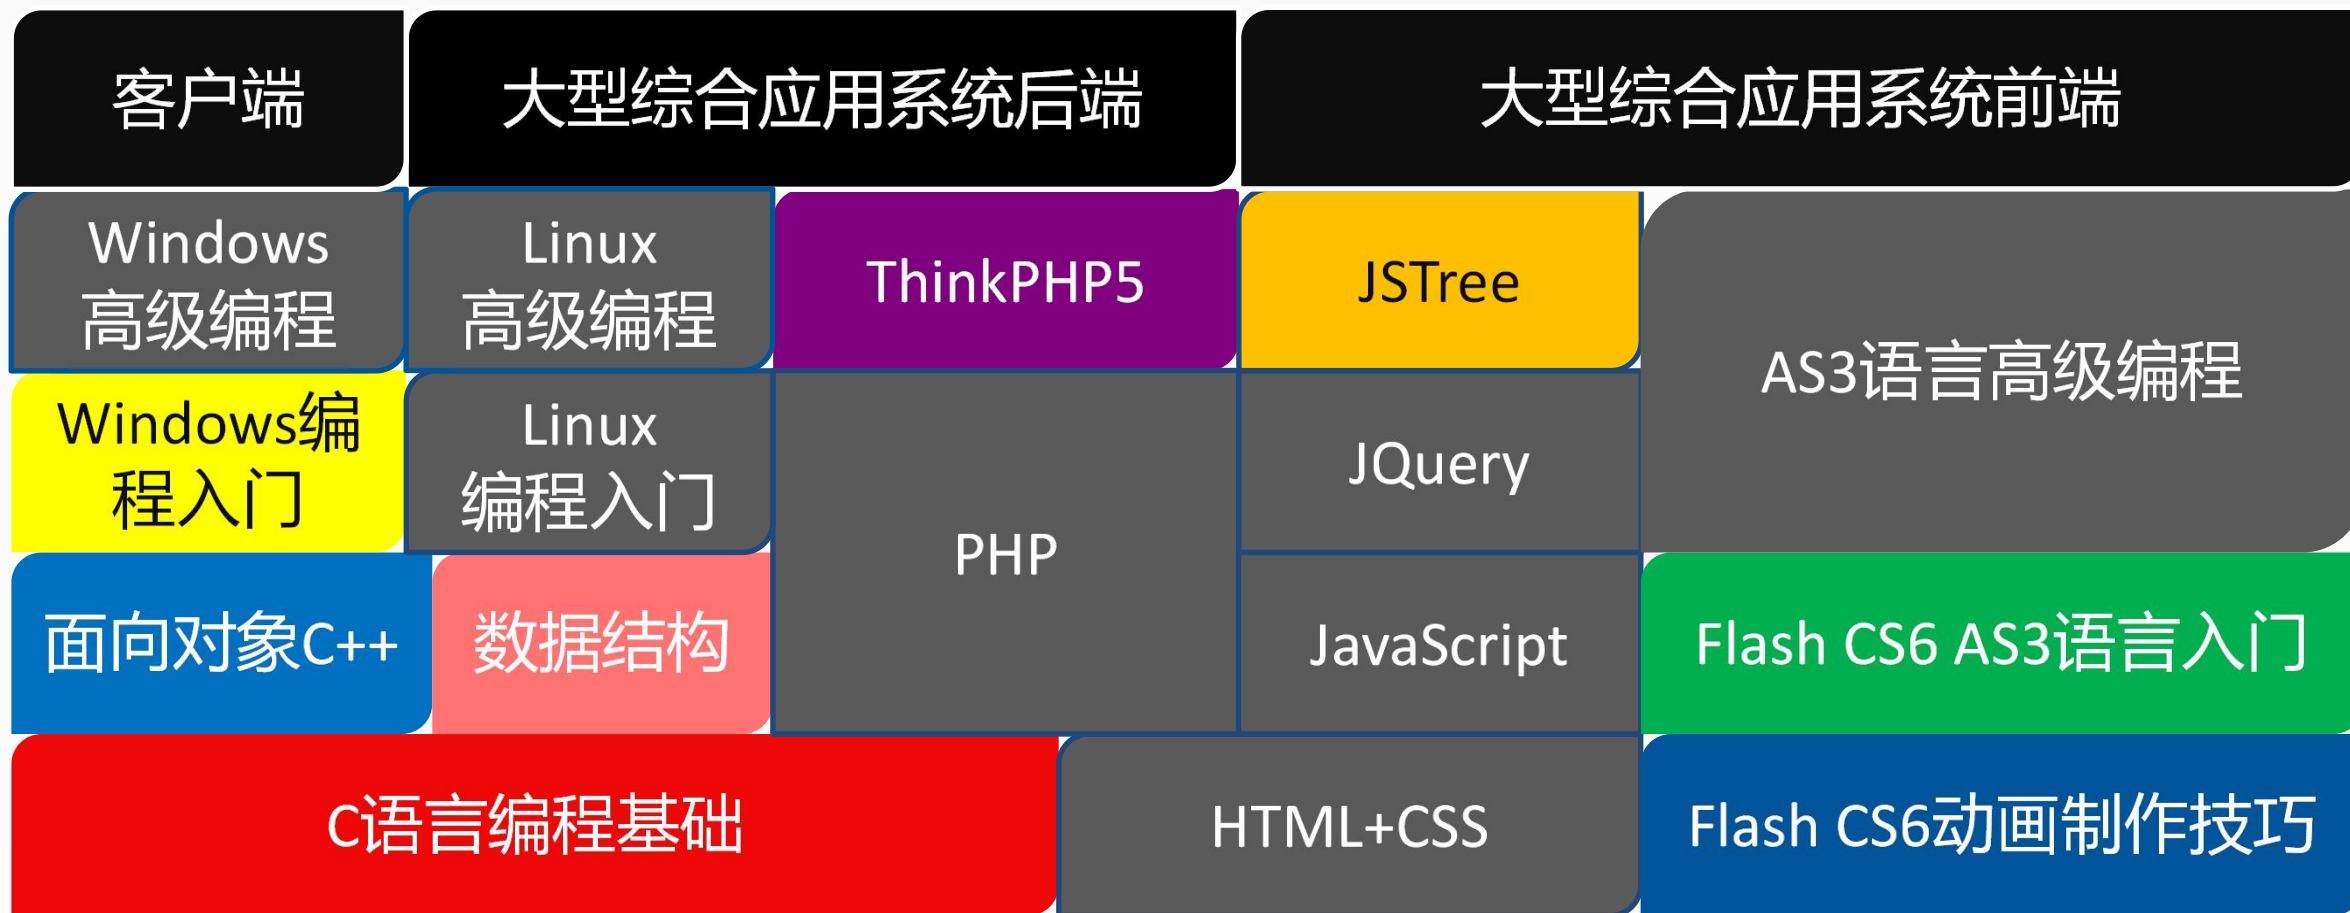 客户端
大型综合应用系统后端
大型综合应用系统前端
Windows
高级编程
Linux
高级编程
ThinkPHP5
JSTree
AS3语言高级编程
Windows编
程入门
Linux
编程入门
PHP
JQuery
面向对象C++
数据结构
JavaScript
Flash CS6 AS3语言入门
C语言编程基础
HTML+CSS
Flash CS6动画制作技巧